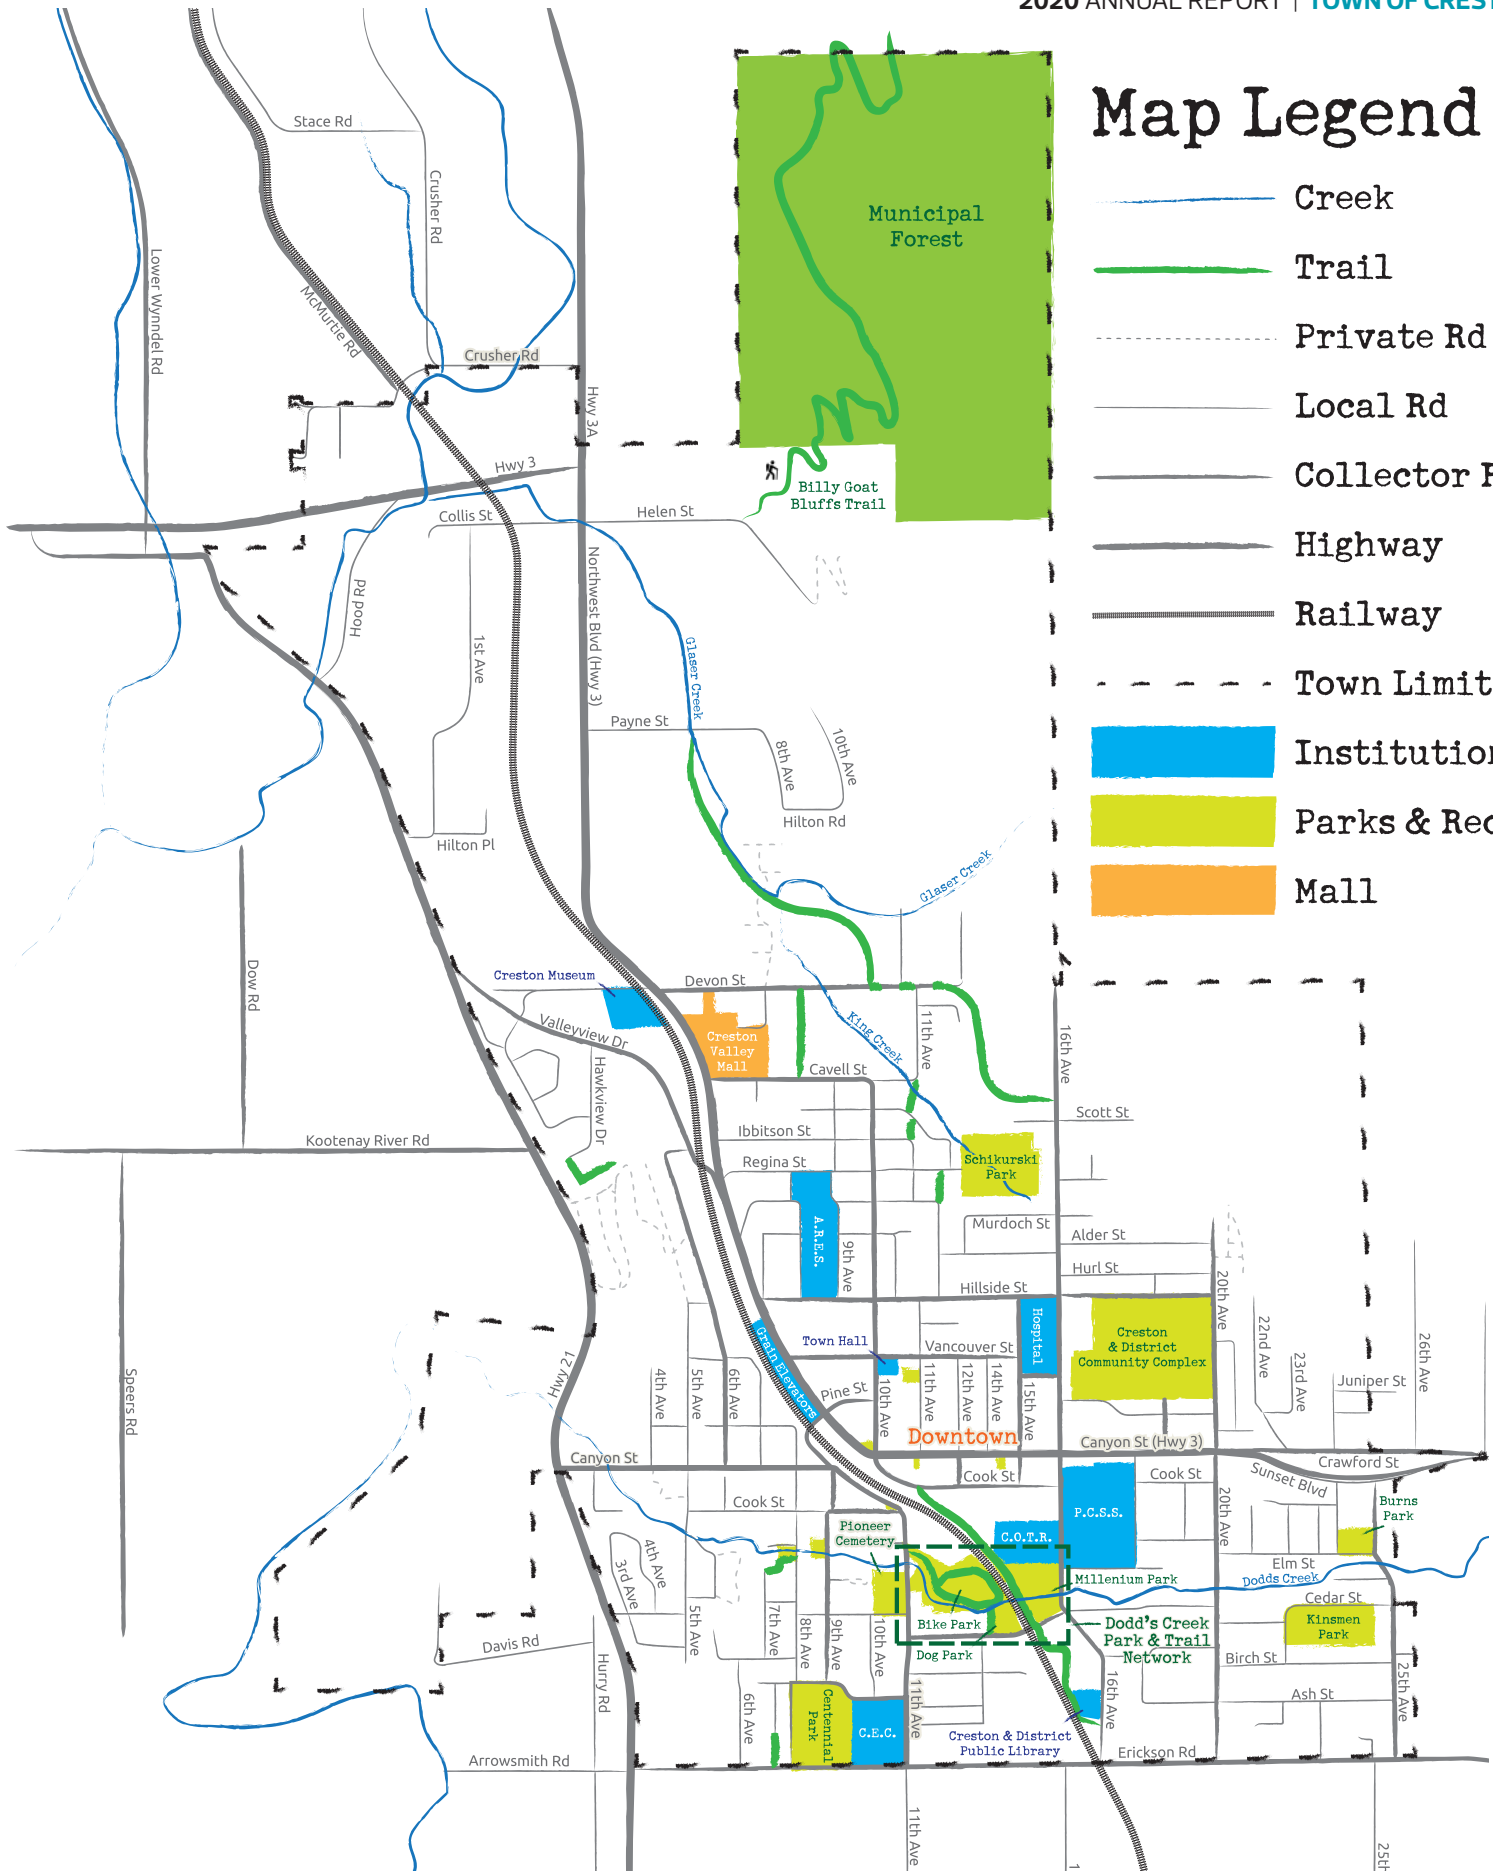 2020 ANNUAL REPORT | TOWN OF CREST
Map Legend
Creek
Trail
Private Rd
Local Rd
Collector R
Highway
Railway
Town Limit
Institution
Parks & Rec
Mall
Stace Rd
Crusher Rd
Lower Wynndel Rd
McMurtie Rd
Crusher Rd
Hwy 3A
Municipal
Forest
Hwy 3
Billy Goat
Bluffs Trail
Collis St
Helen St
Hood Rd
1st Ave
Northwest Blvd (Hwy 3)
Glaser Creek
Payne St
8th Ave
10th Ave
Hilton Rd
Hilton Pl
Glaser Creek
Dow Rd
Creston Museum
Devon St
Valleyview Dr
Creston
Valley
Mall
King Creek
11th Ave
16th Ave
Hawkview Dr
Cavell St
Scott St
Kootenay River Rd
Ibbitson St
Regina St
Schikurski
Park
A.R.E.S.
9th Ave
Murdoch St
Alder St
Hurl St
Hillside St
20th Ave
Hospital
Creston
& District
Community Complex
22nd Ave
23rd Ave
26th Ave
Juniper St
Town Hall
Vancouver St
Grain Elevators
Pine St
10th Ave
11th Ave
12th Ave
14th Ave
15th Ave
Speers Rd
Hwy 21
4th Ave
5th Ave
6th Ave
Downtown
Canyon St (Hwy 3)
Crawford St
Canyon St
Cook St
Cook St
Sunset Blvd
Cook St
20th Ave
Burns
Park
P.C.S.S.
C.O.T.R.
Pioneer
Cemetery
Elm St
Dodds Creek
Millenium Park
4th Ave
3rd Ave
Cedar St
Kinsmen
Park
Bike Park
Dodd's Creek
Park & Trail
Network
Dog Park
5th Ave
7th Ave
8th Ave
9th Ave
10th Ave
Davis Rd
Birch St
Hurry Rd
6th Ave
Centennial
Park
C.E.C.
11th Ave
16th Ave
Ash St
25th Ave
Creston & District
Public Library
Erickson Rd
Arrowsmith Rd
11th Ave
1
25th